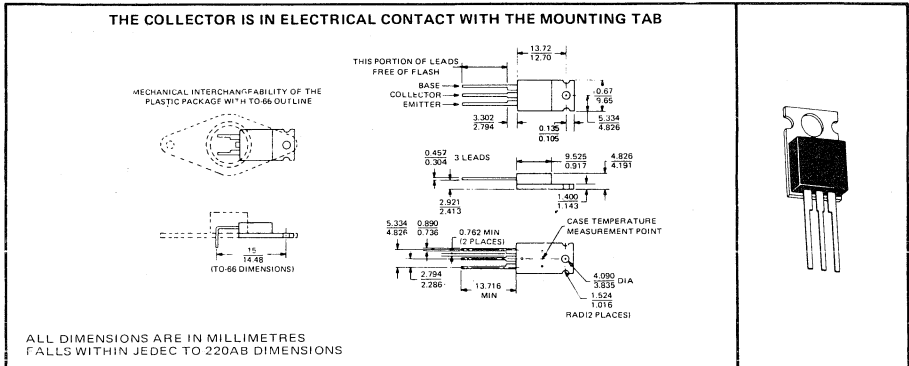 THE COLLECTOR IS IN ELECTRICAL CONTACT WITH THE MOUNTING TAB
MECHANICAL INTERCHANGEABILITY OF THE
PLASTIC PACKAGE WITH TO-66 OUTLINE
15
14.48
(TO-66 DIMENSIONS)
THIS PORTION OF LEADS
FREE OF FLASH
BASE
COLLECTOR
EMITTER
13.72
12.70
0.67
9.65
3.302
2.794
0.135
0.105
5.334
4.826
0.457
0.304
3 LEADS
9.525
0.917
4.826
4.191
2.921
2.413
1.400
1.143
5.334
4.826
0.890
0.736
0.762 MIN
(2 PLACES)
CASE TEMPERATURE
MEASUREMENT POINT
2.794
2.286
13.716
MIN
4.090
3.835
DIA
1.524
1.016
RAD(2 PLACES)
ALL DIMENSIONS ARE IN MILLIMETRES
FALLS WITHIN JEDEC TO 220AB DIMENSIONS